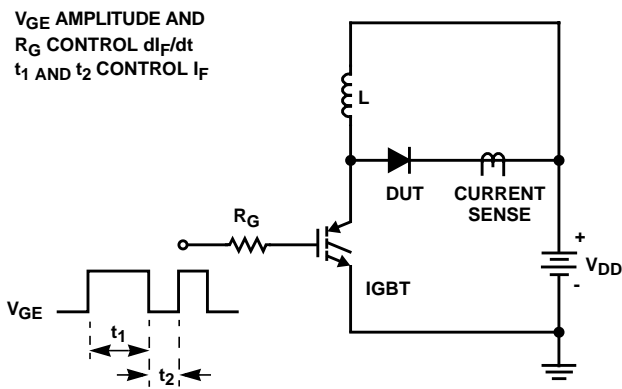 VGE AMPLITUDE AND
RG CONTROL dIF/dt
t1 AND t2 CONTROL IF
L
DUT
CURRENT
SENSE
RG
IGBT
+
VDD
-
VGE
t1
t2